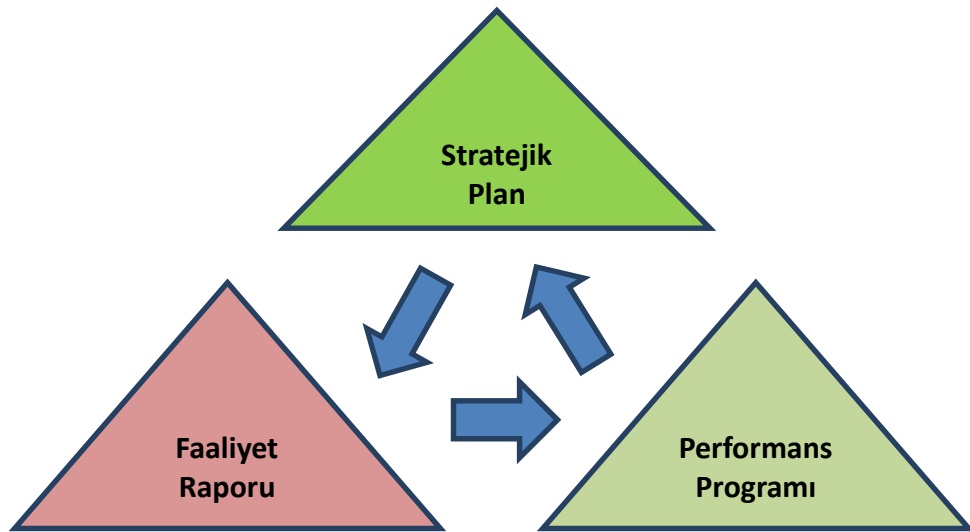 Stratejik
Plan
Faaliyet
Raporu
Performans
Programı